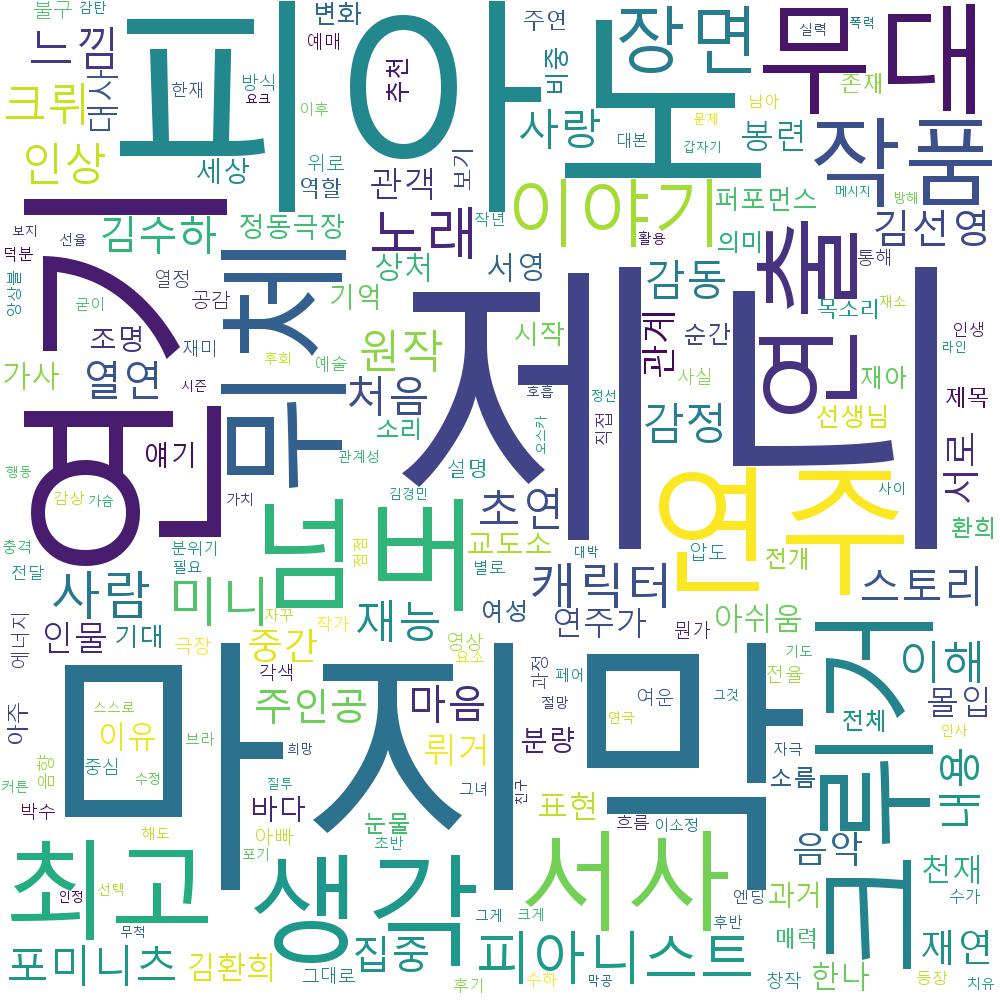 불구
감탄
느낌
변화
예매
주연
장면
무대
실력
폭력
피아노
추천
비중
존재
대사
한재
방식
요크
이후
크뤼
사랑
대본
문제
남아
갑자기
봉련
작품
인상
세상
위로
역할
관객
보기
이야기
퍼포먼스
메시지
방해
김수하
정동극장
노래
작년
활용
의미
김선영
보지
선율
덕분
앙상블
열정
공감
상처
서영
감동
연출
통해
굳이
기억
목소리
재소
조명
재미
무채
원작
시작
관계
순간
인생
라인
가사
열연
후회
예술
처음
제니
호흡
사실
재아
제목
시즌
정선
연기
얘기
소리
오스카
직접
감정
선생님
서로
행동
감상
가슴
가치
관계성
설명
김경민
초연
연주
사이
환희
충격
분위기
넘버
교도소
대박
압도
전개
전달
필요
점점
별로
캐릭터
스토리
사람
미니
자꾸
작가
재능
여성
연주가
뭔가
아쉬움
에너지
인물
기대
극장
중간
영상
요소
기도
이해
각색
과정
페어
전율
크뤼거
아주
스스로
주인공
마음
절망
여운
그것
몰입
이유
브라
희망
뤼거
분량
연극
전체
인사
음향
중심
수정
마지막
자극
커튼
질투
그녀
친구
소름
내용
박수
바다
표현
해도
아빠
눈물
초반
흐름
이소정
음악
포기
최고
생각
서사
천재
인정
선택
엔딩
과거
수가
무척
그게
크게
후반
매력
재연
포미니츠
김환희
그대로
집중
피아니스트
후기
수하
막공
창작
한나
등장
치유